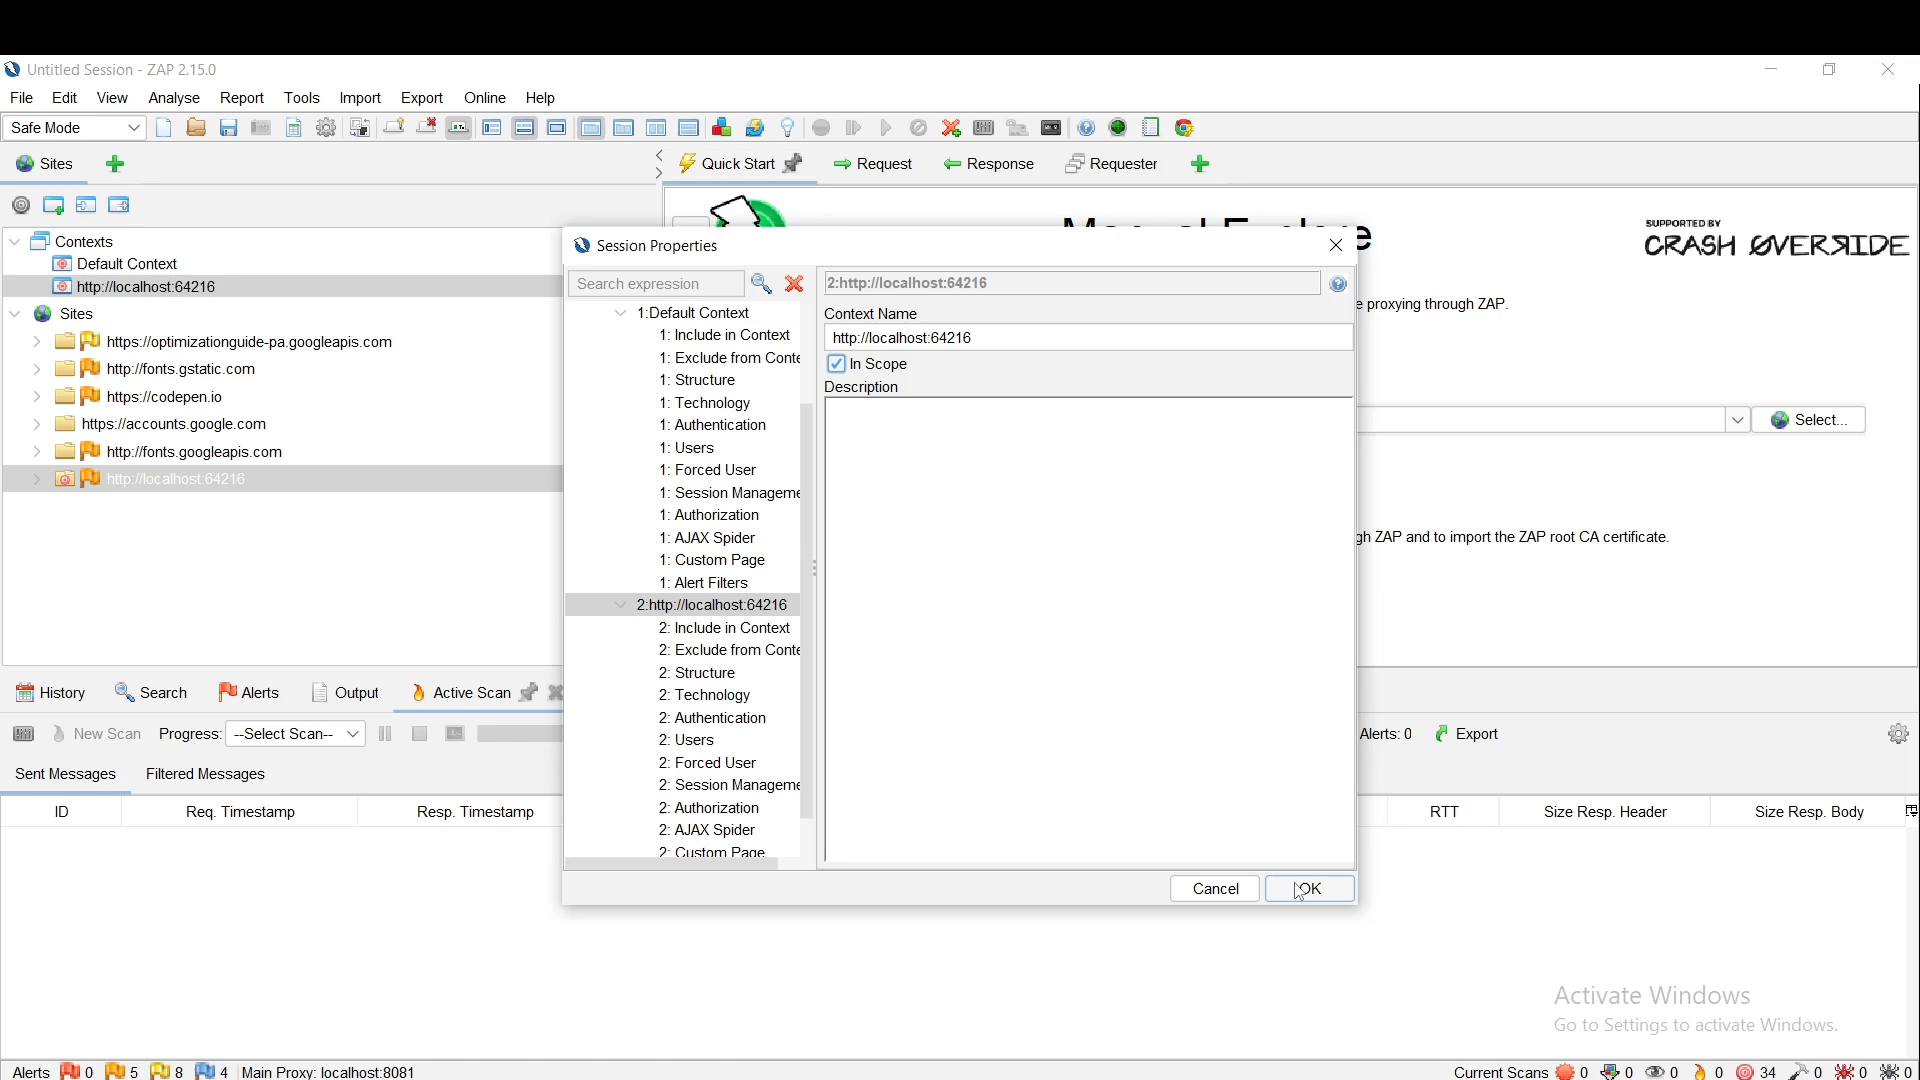 Untitled Session - ZAP 2.15.0
File Edit View Analyse Report Tools Import Export Online Help
Safe Mode
Sites
Quick Start Request Response Requester
Contexts
Default Context
http://localhost:64216
Sites
https://optimizationguide-pa.googleapis.com
http://fonts.gstatic.com
https://codepen.io
https://accounts.google.com
http://fonts.googleapis.com
http://localhost:64216
SUPPORTED BY
CRASH OVERRIDE
proxying through ZAP.
Select...
ZAP and to import the ZAP root CA certificate.
Session Properties
Search expression
1:Default Context
1: Include in Context
1: Exclude from Conte
1: Structure
1: Technology
1: Authentication
1: Users
1: Forced User
1: Session Manageme
1: Authorization
1: AJAX Spider
1: Custom Page
1: Alert Filters
2:http://localhost:64216
2: Include in Context
2: Exclude from Conte
2: Structure
2: Technology
2: Authentication
2: Users
2: Forced User
2: Session Manageme
2: Authorization
2: AJAX Spider
2: Custom Page
2:http://localhost:64216
Context Name
http://localhost:64216
In Scope
Description
Cancel OK
History Search Alerts Output Active Scan
New Scan Progress: --Select Scan-- Alerts: 0 Export
Sent Messages Filtered Messages
ID Req. Timestamp Resp. Timestamp RTT Size Resp. Header Size Resp. Body
Activate Windows
Go to Settings to activate Windows.
Alerts 0 5 8 4 Main Proxy: localhost:8081 Current Scans 0 0 0 0 34 0 0 0